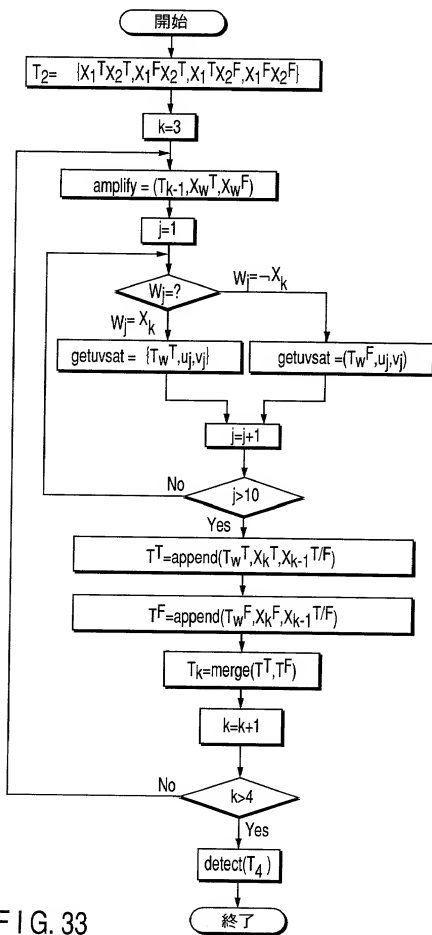 開始
T₂= {X₁ᵀX₂ᵀ,X₁ᶠX₂ᵀ,X₁ᵀX₂ᶠ,X₁ᶠX₂ᶠ}
k=3
amplify = (Tk-1,XwT,XwF)
j=1
Wj=?
Wj=¬Xk
Wj=Xk
getuvsat = {TwT,uj,vj}
getuvsat =(TwF,uj,vj)
j=j+1
No
j>10
Yes
TT=append(TwT,XkT,Xk-1T/F)
TF=append(TwF,XkF,Xk-1T/F)
Tk=merge(TT,TF)
k=k+1
No
k>4
Yes
detect(T₄)
終了
FIG. 33